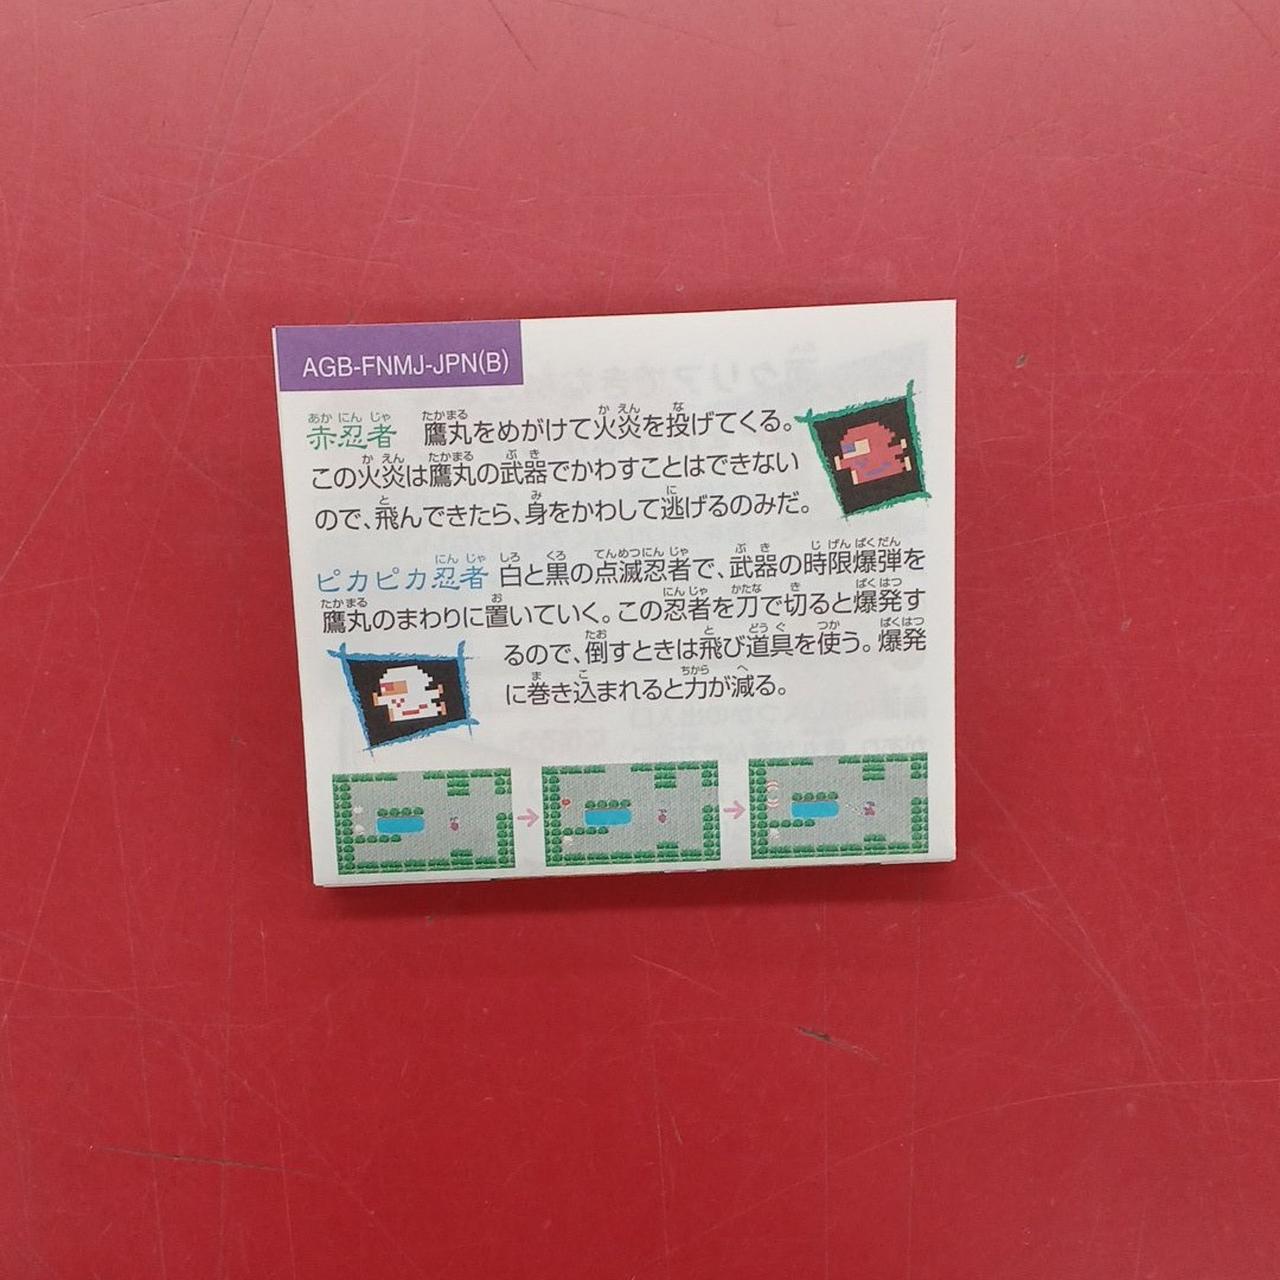 AGB-FNMJ-JPN(B)
赤忍者 鷹丸をめがけて火炎を投げてくる。
この火炎は鷹丸の武器でかわすことはできない
ので、飛んできたら、身をかわして逃げるのみだ。
ピカピカ忍者 白と黒の点滅忍者で、武器の時限爆弾を
鷹丸のまわりに置いていく。この忍者を刀で切ると爆発す
るので、倒すときは飛び道具を使う。爆発
に巻き込まれると力が減る。